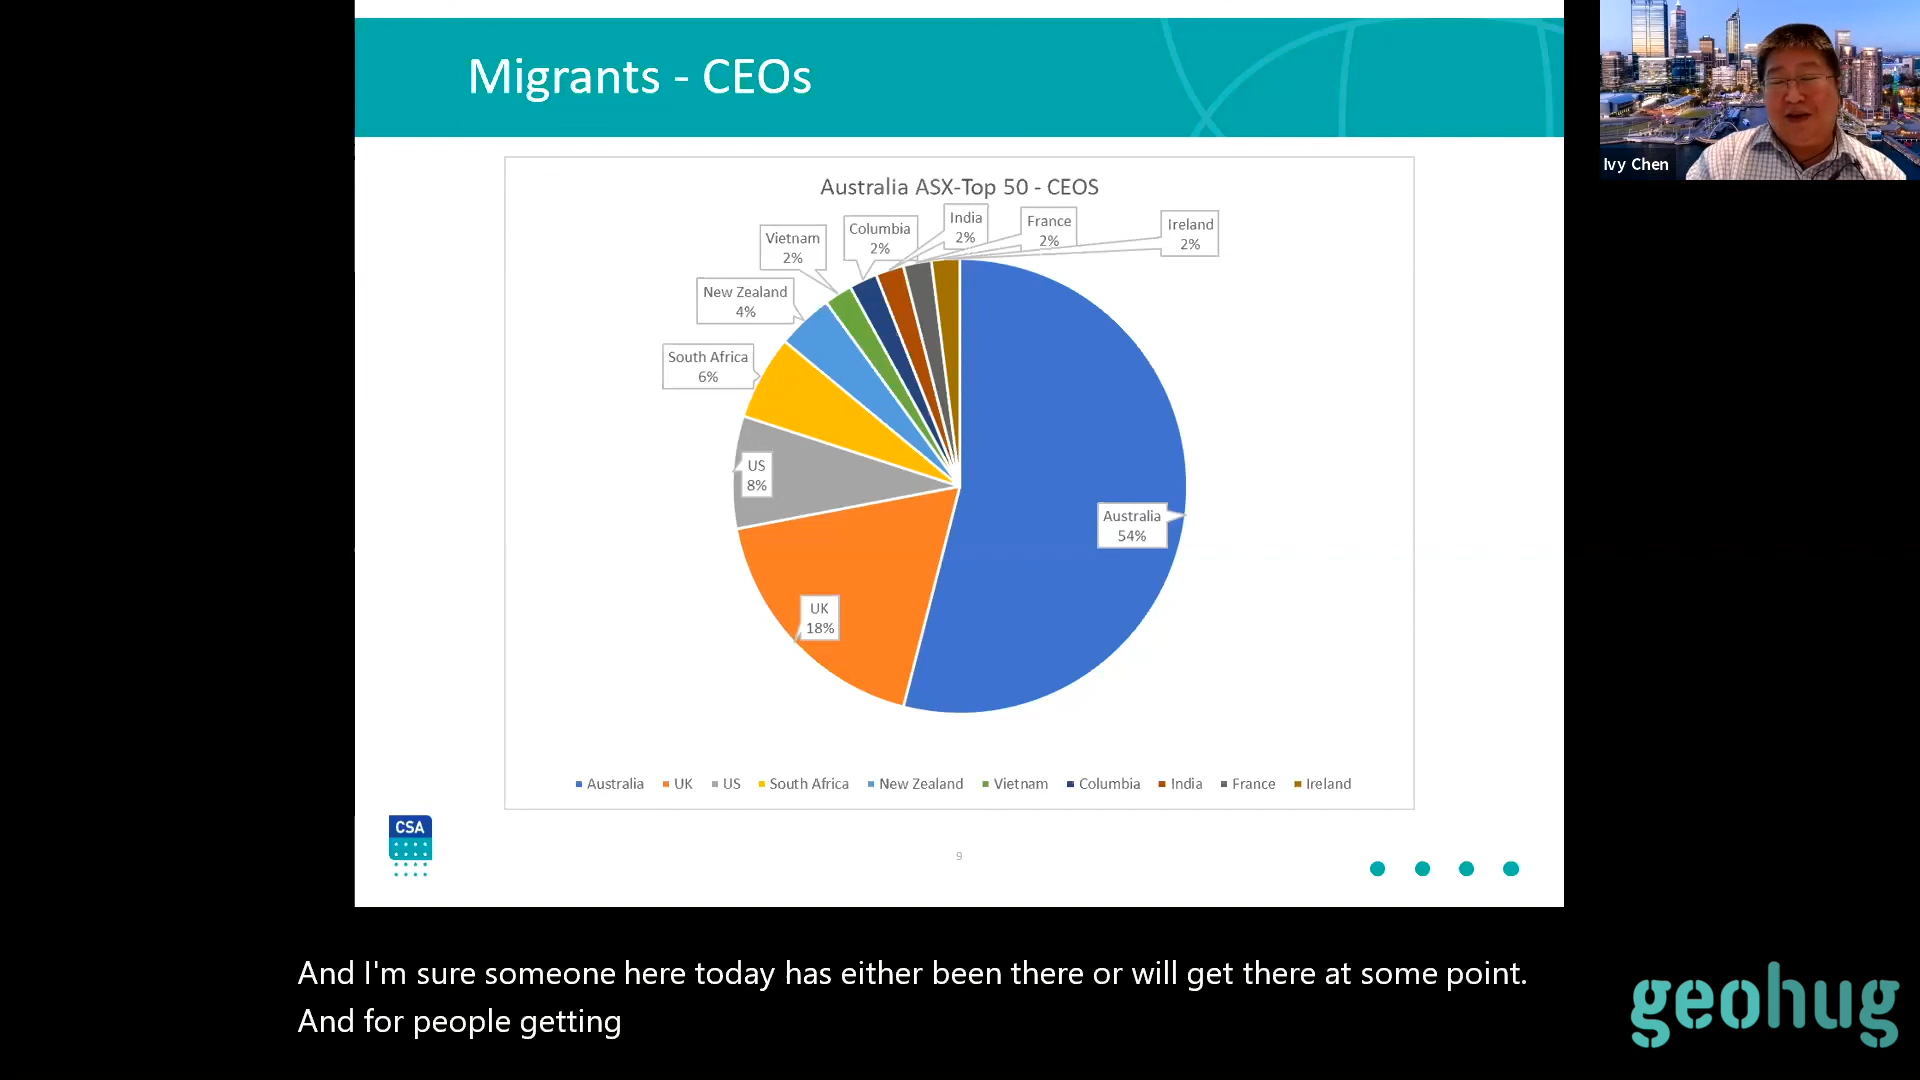 Migrants - CEOs
Ivy Chen
Australia ASX-Top 50 - CEOS
India
2%
France
2%
Ireland
2%
Columbia
2%
Vietnam
2%
New Zealand
4%
South Africa
6%
US
8%
Australia
54%
UK
18%
Australia UK US South Africa New Zealand Vietnam Columbia India France Ireland
CSA
9
And I'm sure someone here today has either been there or will get there at some point.
And for people getting
geohug